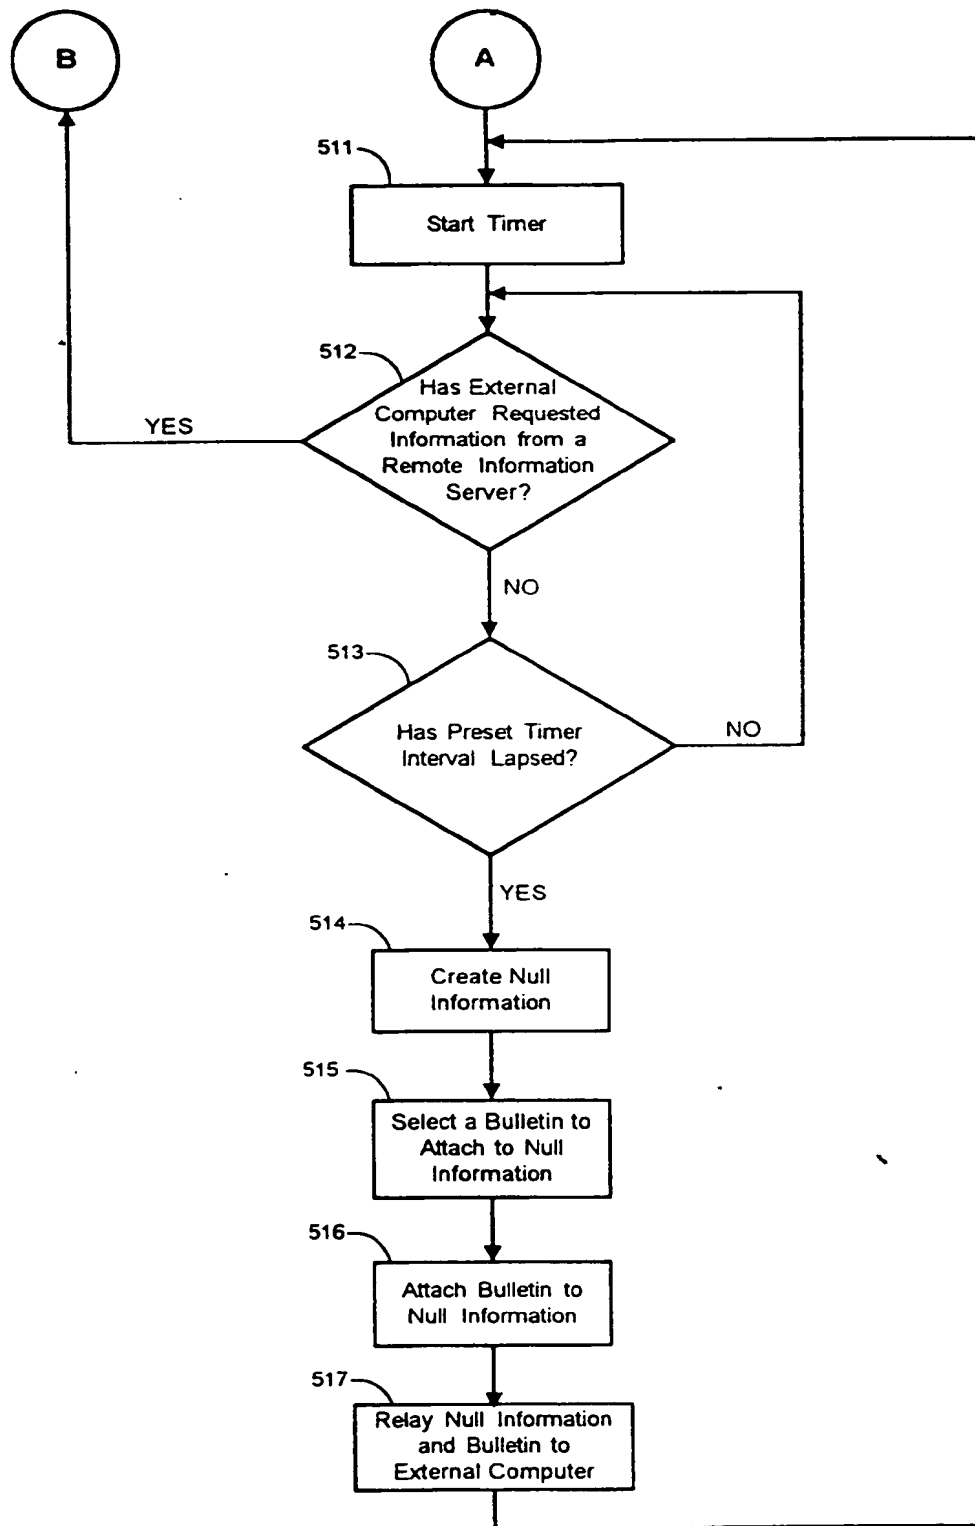 B
A
511
Start Timer
512
Has External
Computer Requested
Information from a
Remote Information
Server?
YES
NO
513
Has Preset Timer
Interval Lapsed?
NO
YES
514
Create Null
Information
515
Select a Bulletin to
Attach to Null
Information
516
Attach Bulletin to
Null Information
517
Relay Null Information
and Bulletin to
External Computer